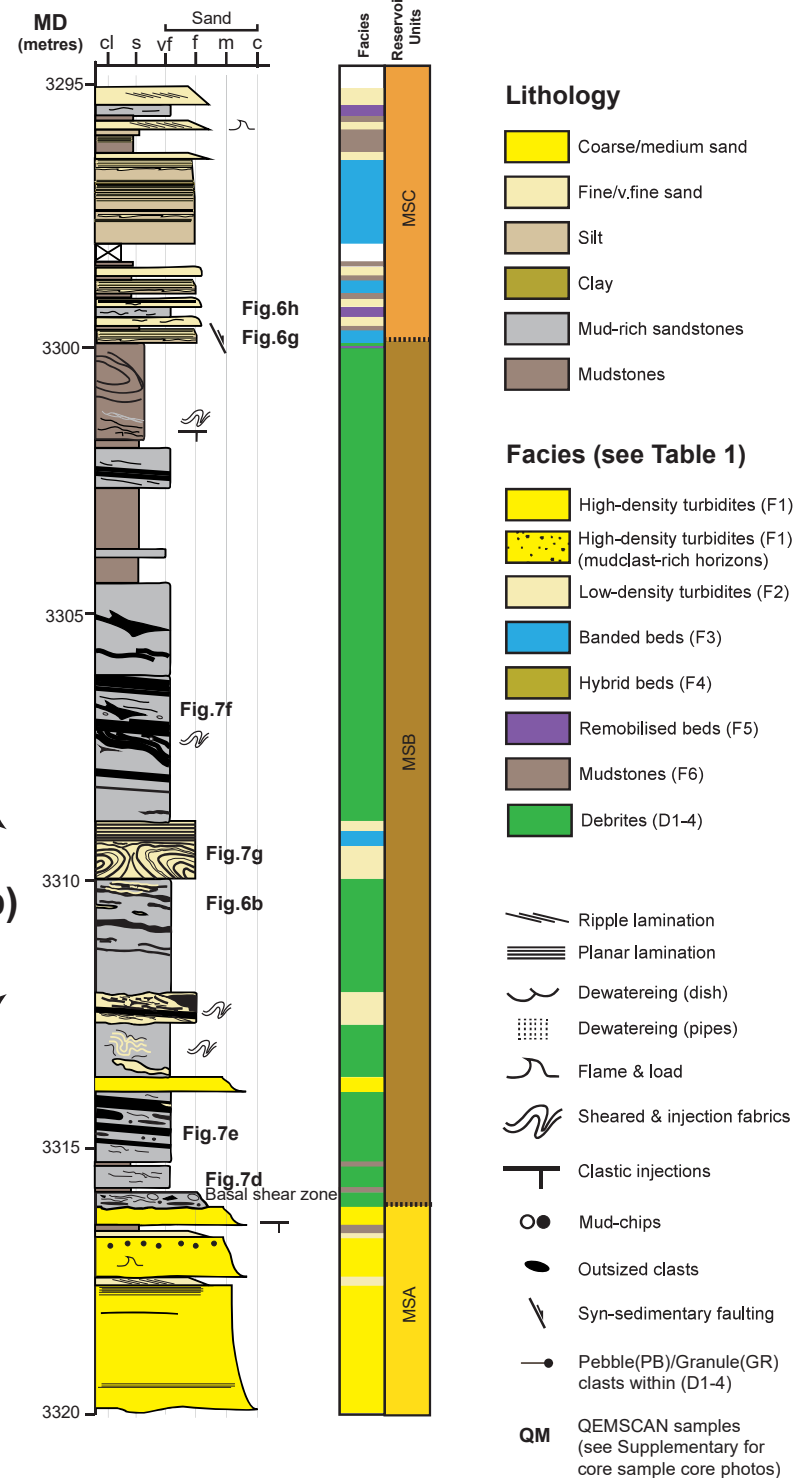 MD
(metres)
Sand
cl s vf f m c
Facies
Reservoi
Units
3295
3300
3305
3310
3315
3320
Fig.6h
Fig.6g
Fig.7f
Fig.7g
Fig.6b
Fig.7e
Fig.7d
Basal shear zone
)
MSC
MSB
MSA
Lithology
Coarse/medium sand
Fine/v.fine sand
Silt
Clay
Mud-rich sandstones
Mudstones
Facies (see Table 1)
High-density turbidites (F1)
High-density turbidites (F1)
(mudclast-rich horizons)
Low-density turbidites (F2)
Banded beds (F3)
Hybrid beds (F4)
Remobilised beds (F5)
Mudstones (F6)
Debrites (D1-4)
Ripple lamination
Planar lamination
Dewatereing (dish)
Dewatereing (pipes)
Flame & load
Sheared & injection fabrics
Clastic injections
Mud-chips
Outsized clasts
Syn-sedimentary faulting
Pebble(PB)/Granule(GR)
clasts within (D1-4)
QM QEMSCAN samples
(see Supplementary for
core sample core photos)